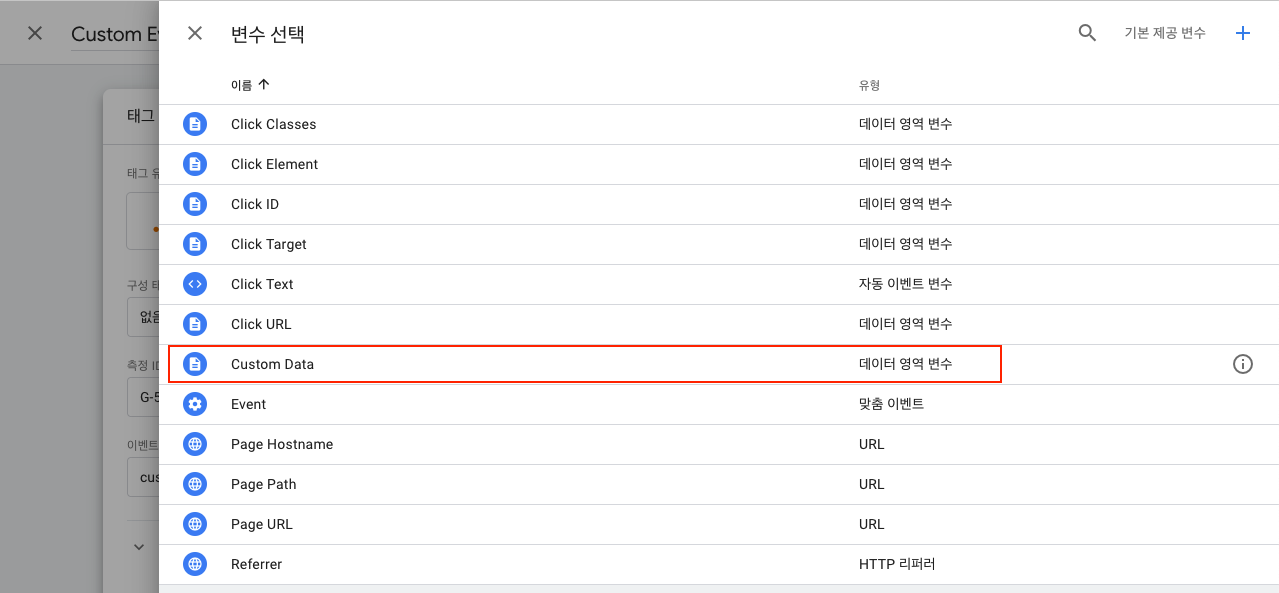 Custom E
변수 선택
기본 제공 변수
이름
유형
태그
태그
구성
없음
측정 ID
G-5
이벤트
cus
Click Classes 데이터 영역 변수
Click Element 데이터 영역 변수
Click ID 데이터 영역 변수
Click Target 데이터 영역 변수
Click Text 자동 이벤트 변수
Click URL 데이터 영역 변수
Custom Data 데이터 영역 변수
Event 맞춤 이벤트
Page Hostname URL
Page Path URL
Page URL URL
Referrer HTTP 리퍼러